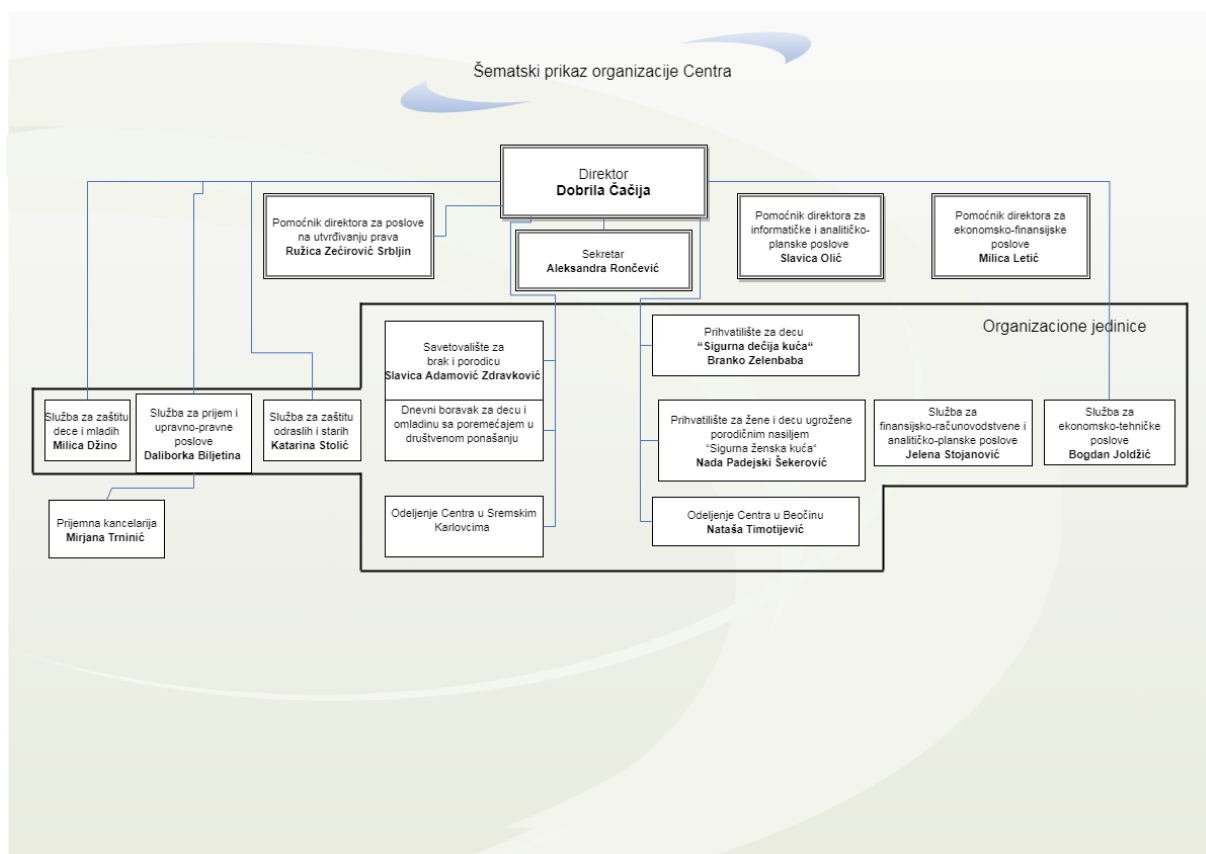 Šematski prikaz organizacije Centra
Direktor
Dobrila Čačija
Pomoćnik direktora za poslove
na utvrđivanju prava
Ružica Zećirović Srbljin
Sekretar
Aleksandra Rončević
Pomoćnik direktora za
informatičke i analitičko-
planske poslove
Slavica Olić
Pomoćnik direktora za
ekonomsko-finansijske
poslove
Milica Letić
Organizacione jedinice
Savetovalište za
brak i porodicu
Slavica Adamović Zdravković
Prihvatilište za decu
“Sigurna dečija kuća“
Branko Zelenbaba
Služba za zaštitu
dece i mladih
Milica Džino
Služba za prijem i
upravno-pravne
poslove
Daliborka Biljetina
Služba za zaštitu
odraslih i starih
Katarina Stolić
Dnevni boravak za decu i
omladinu sa poremećajem u
društvenom ponašanju
Prihvatilište za žene i decu ugrožene
porodičnim nasiljem
“Sigurna ženska kuća“
Nada Padejski Šekerović
Služba za
finansijsko-računovodstvene i
analitičko-planske poslove
Jelena Stojanović
Služba za
ekonomsko-tehničke
poslove
Bogdan Joldžić
Prijemna kancelarija
Mirjana Trninić
Odeljenje Centra u Sremskim
Karlovcima
Odeljenje Centra u Beočinu
Nataša Timotijević